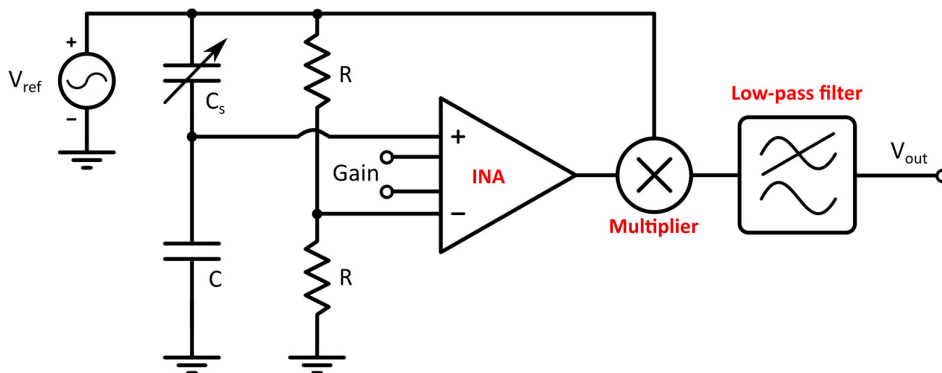 +
V_ref
−
C_s
C
R
R
Gain
+
INA
−
Multiplier
Low-pass filter
V_out